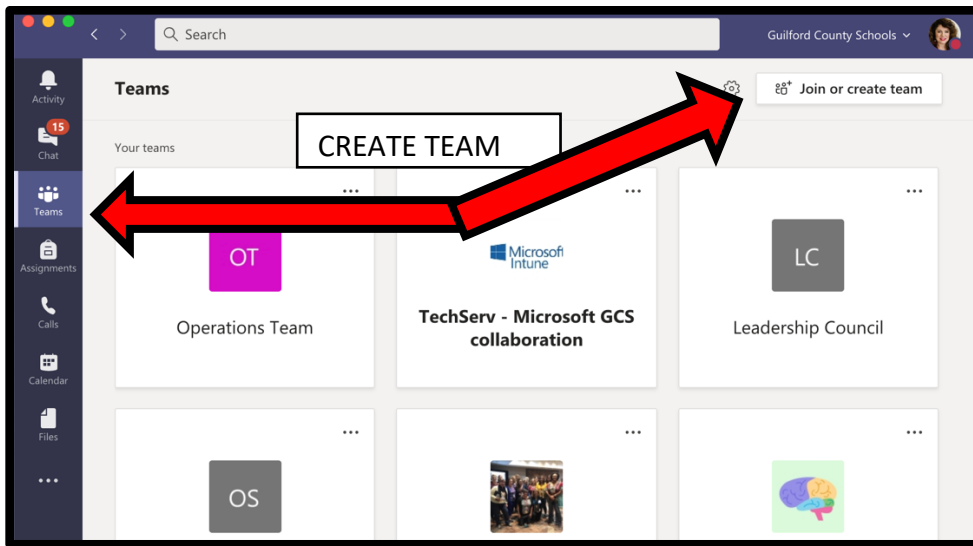 Search
Guilford County Schools
Activity
Teams
Join or create team
15
Chat
Your teams
CREATE TEAM
Teams
Assignments
Calls
Calendar
Files
OT
Operations Team
Microsoft
Intune
TechServ - Microsoft GCS
collaboration
LC
Leadership Council
OS